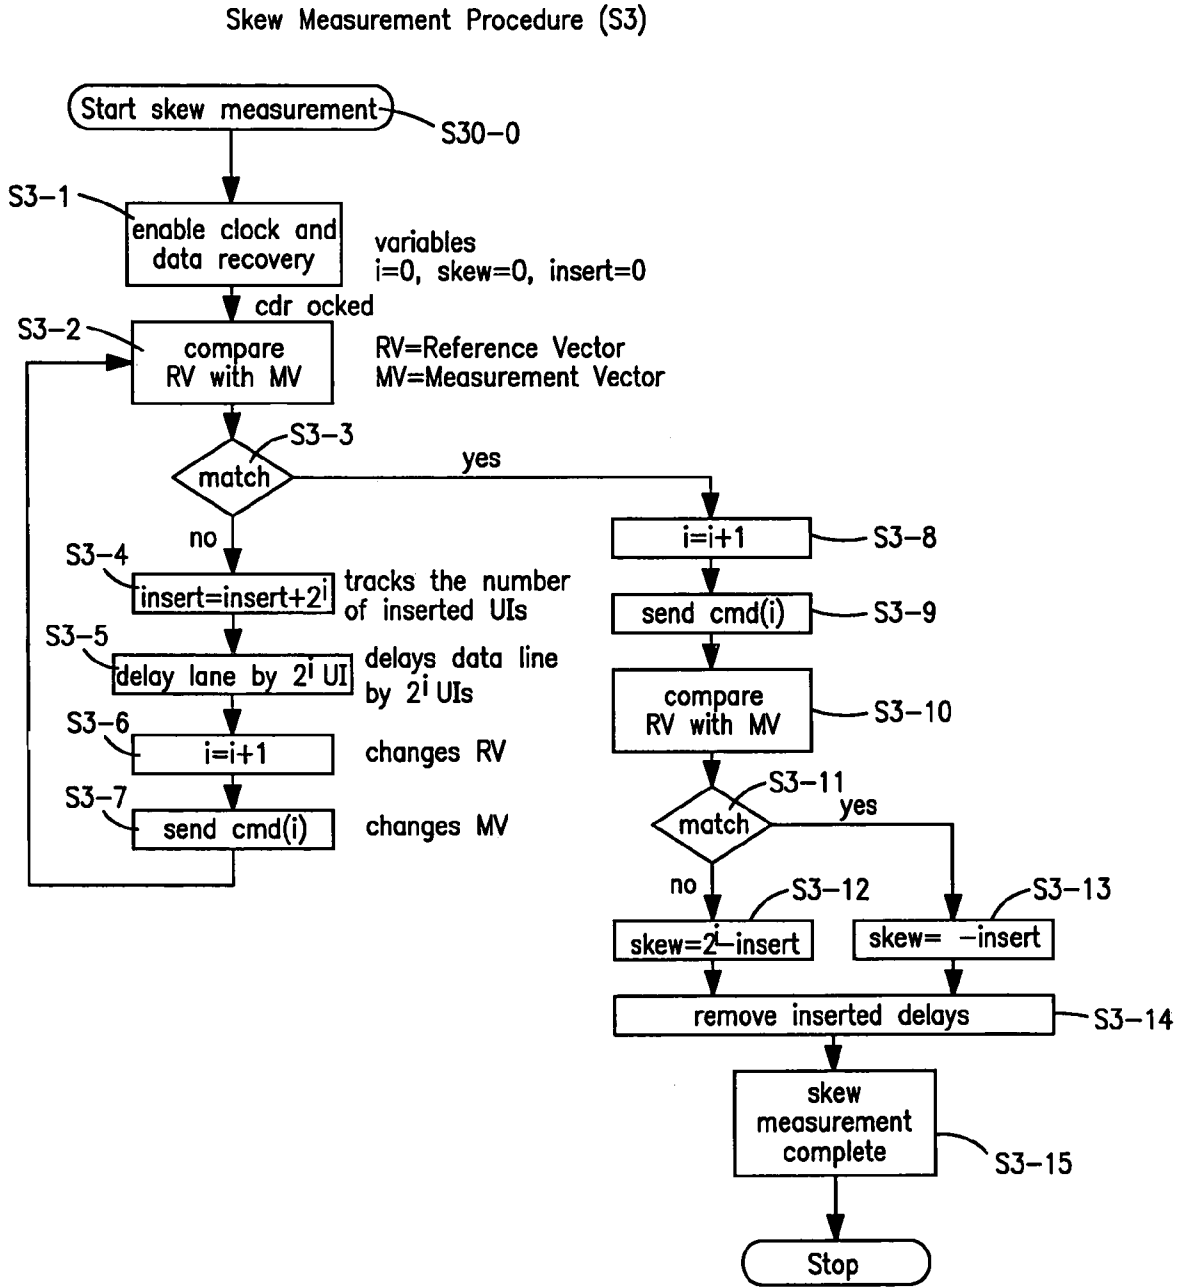 Skew Measurement Procedure (S3)
Start skew measurement
S30-0
S3-1
enable clock and
data recovery
variables
i=0, skew=0, insert=0
cdr ocked
S3-2
compare
RV with MV
RV=Reference Vector
MV=Measurement Vector
S3-3
match
yes
no
S3-4
insert=insert+2^i
tracks the number
of inserted UIs
S3-5
delay lane by 2^i UI
delays data line
by 2^i UIs
S3-6
i=i+1
changes RV
S3-7
send cmd(i)
changes MV
i=i+1
S3-8
send cmd(i)
S3-9
compare
RV with MV
S3-10
S3-11
match
yes
no
S3-12
skew=2^i-insert
S3-13
skew= -insert
remove inserted delays
S3-14
skew
measurement
complete
S3-15
Stop